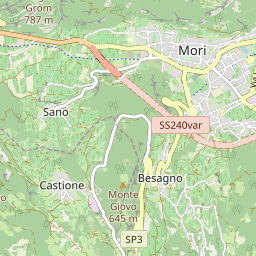 Grom
787 m
Mori
Sano
SS240var
Castione
Besagno
Monte
Giovo
645 m
SP3